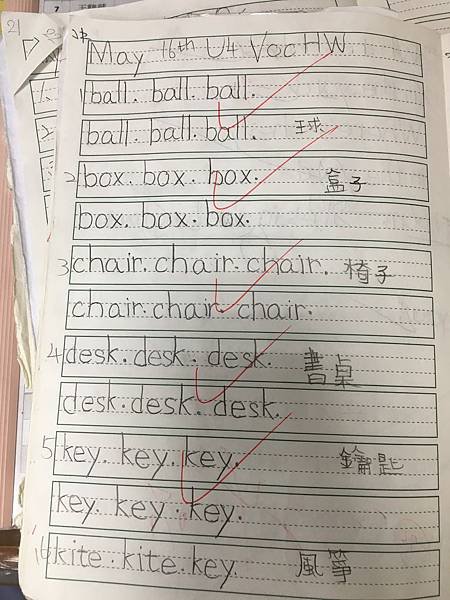 May 16th U4 Voc HW
1 ball. ball. ball.
ball. ball. ball. 球
2 box. box. box. 盒子
box. box. box.
3 chair. chair. chair. 椅子
chair. chair. chair.
4 desk. desk. desk. 書桌
desk. desk. desk.
5 key. key. key. 鑰匙
key. key. key.
6 kite. kite. key 風箏